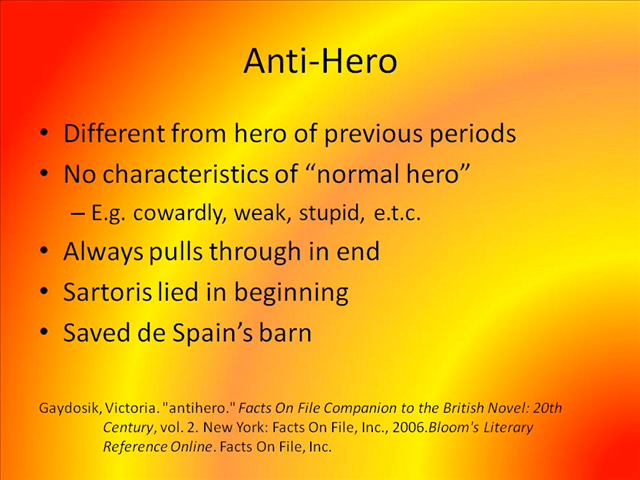 Anti-Hero
• Different from hero of previous periods
• No characteristics of “normal hero”
– E.g. cowardly, weak, stupid, e.t.c.
• Always pulls through in end
• Sartoris lied in beginning
• Saved de Spain’s barn
Gaydosik, Victoria. "antihero." Facts On File Companion to the British Novel: 20th
Century, vol. 2. New York: Facts On File, Inc., 2006.Bloom's Literary
Reference Online. Facts On File, Inc.